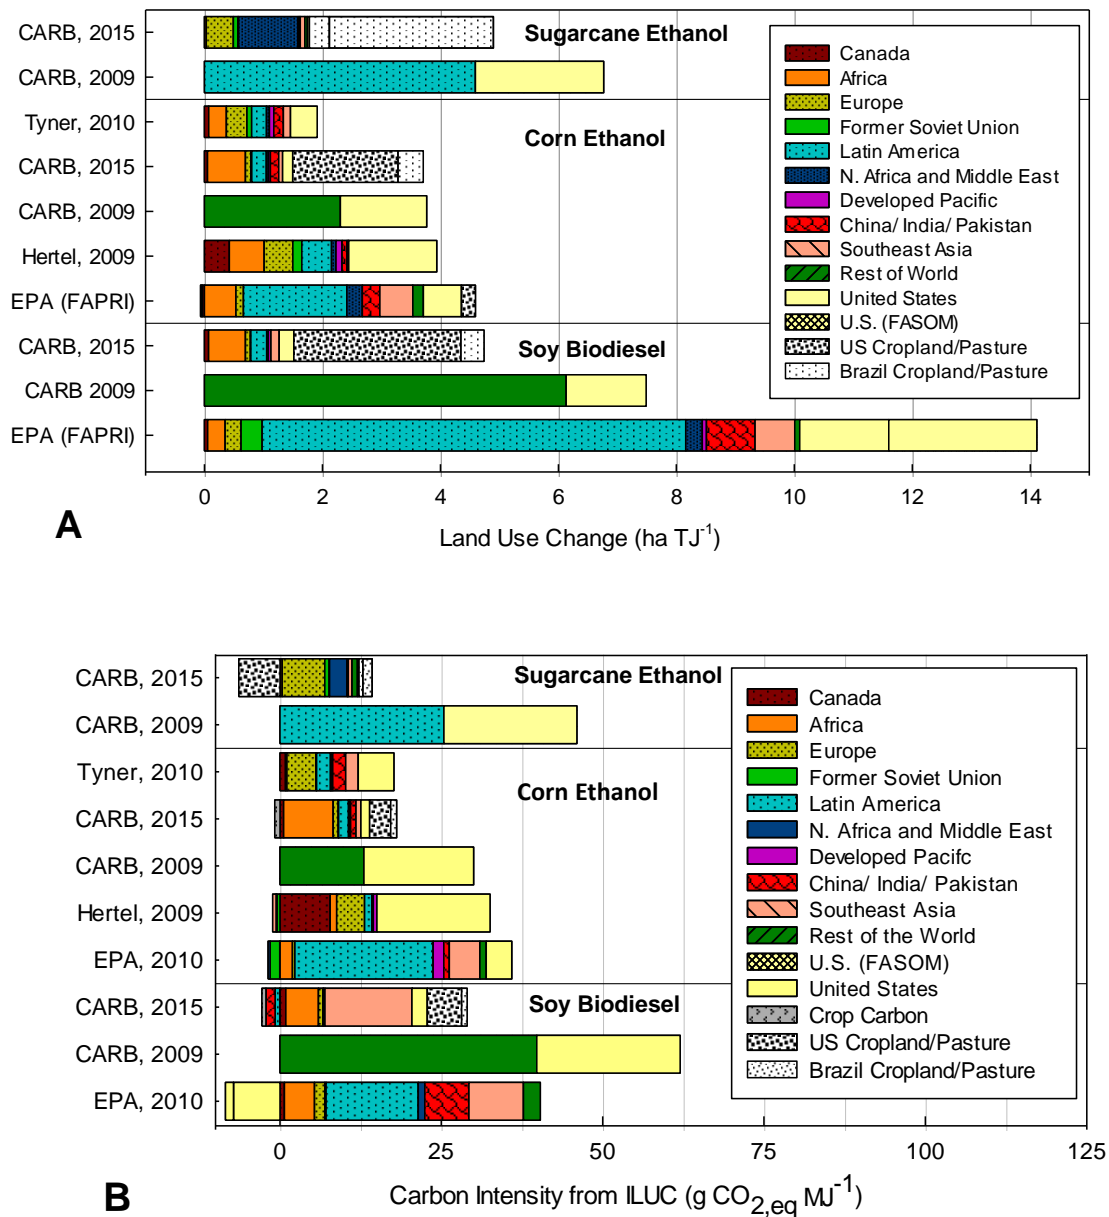 CARB, 2015
Sugarcane Ethanol
CARB, 2009
Tyner, 2010
Corn Ethanol
CARB, 2015
CARB, 2009
Hertel, 2009
EPA (FAPRI)
CARB, 2015
Soy Biodiesel
CARB 2009
EPA (FAPRI)
Canada
Africa
Europe
Former Soviet Union
Latin America
N. Africa and Middle East
Developed Pacific
China/ India/ Pakistan
Southeast Asia
Rest of World
United States
U.S. (FASOM)
US Cropland/Pasture
Brazil Cropland/Pasture
0 2 4 6 8 10 12 14
A
Land Use Change (ha TJ⁻¹)
CARB, 2015
Sugarcane Ethanol
CARB, 2009
Tyner, 2010
Corn Ethanol
CARB, 2015
CARB, 2009
Hertel, 2009
EPA, 2010
CARB, 2015
Soy Biodiesel
CARB, 2009
EPA, 2010
Canada
Africa
Europe
Former Soviet Union
Latin America
N. Africa and Middle East
Developed Pacifc
China/ India/ Pakistan
Southeast Asia
Rest of the World
U.S. (FASOM)
United States
Crop Carbon
US Cropland/Pasture
Brazil Cropland/Pasture
0 25 50 75 100 125
B
Carbon Intensity from ILUC (g CO₂,eq MJ⁻¹)